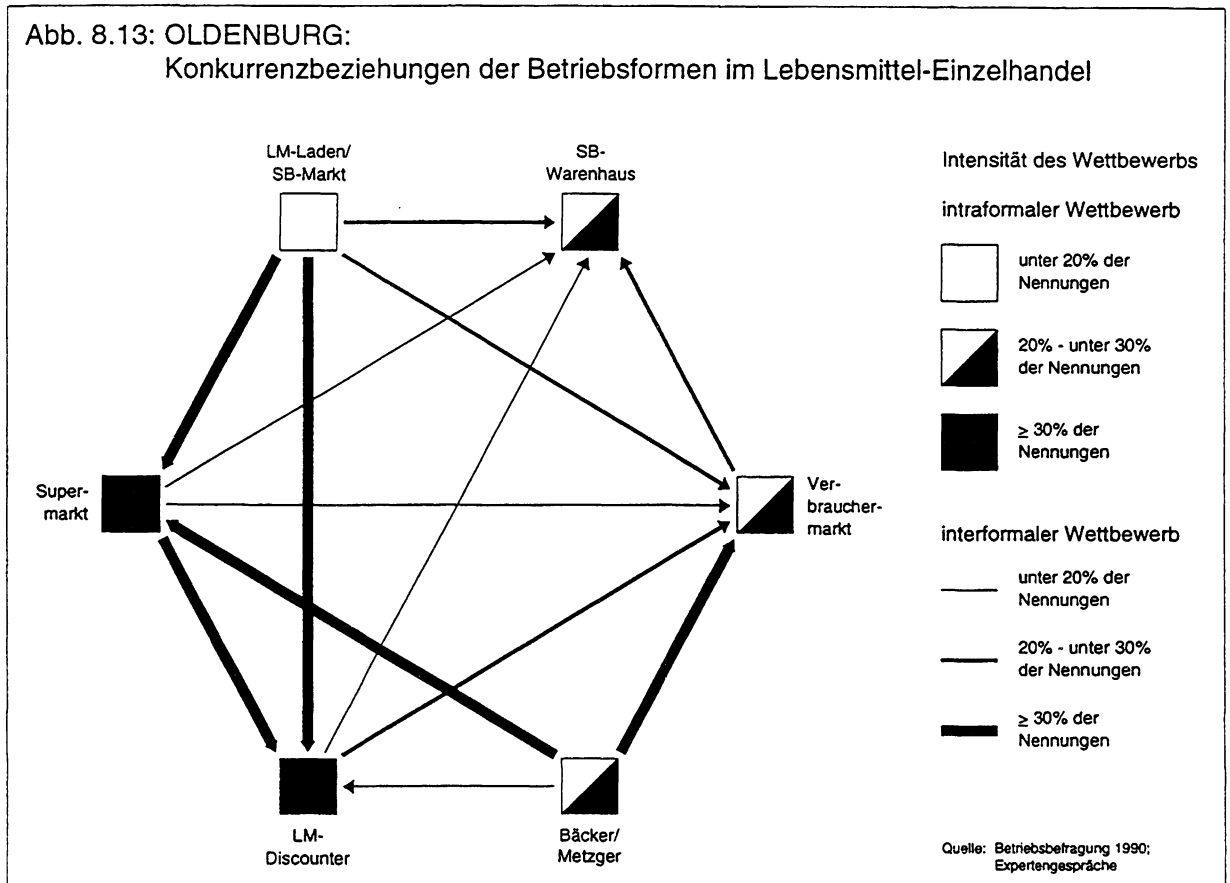 Abb. 8.13: OLDENBURG:
Konkurrenzbeziehungen der Betriebsformen im Lebensmittel-Einzelhandel
LM-Laden/
SB-Markt
SB-
Warenhaus
Super-
markt
Ver-
braucher-
markt
LM-
Discounter
Bäcker/
Metzger
Intensität des Wettbewerbs
intraformaler Wettbewerb
unter 20% der
Nennungen
20% - unter 30%
der Nennungen
≥ 30% der
Nennungen
interformaler Wettbewerb
unter 20% der
Nennungen
20% - unter 30%
der Nennungen
≥ 30% der
Nennungen
Quelle: Betriebsbefragung 1990;
Expertengespräche